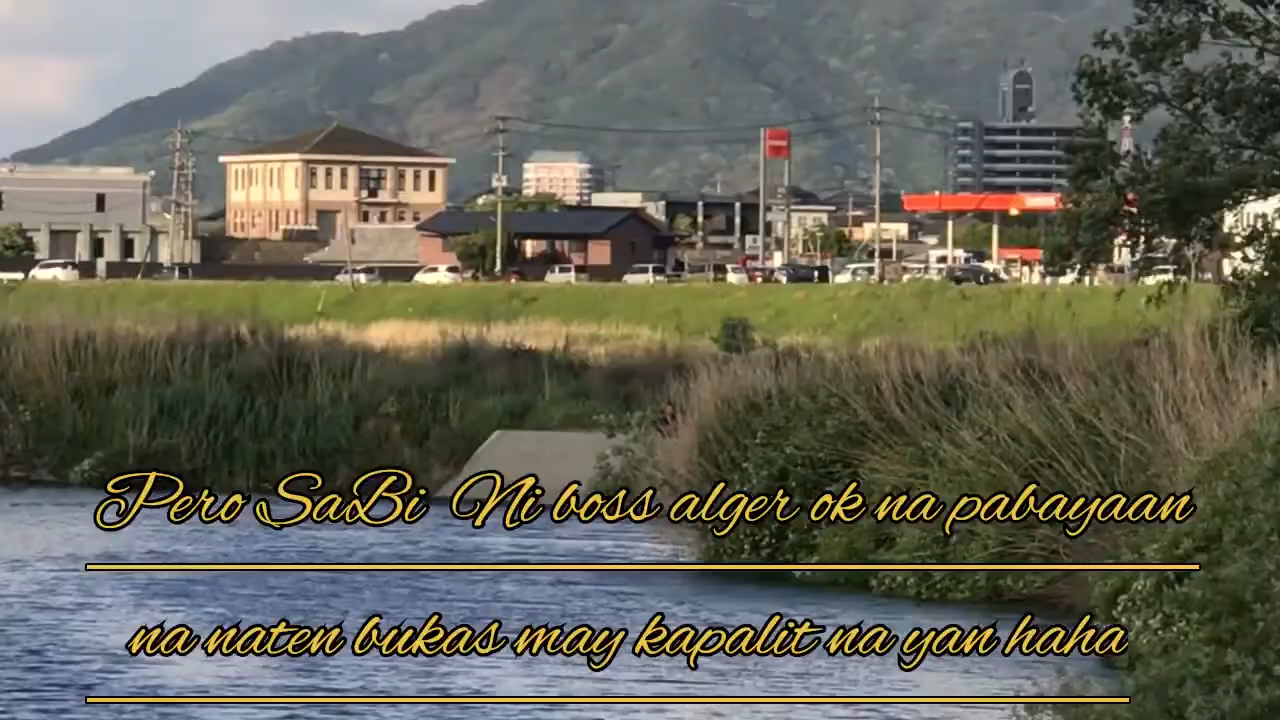 Pero SaBi Ni boss alger ok na pabayaan
na naten bukas may kapalit na yan haha